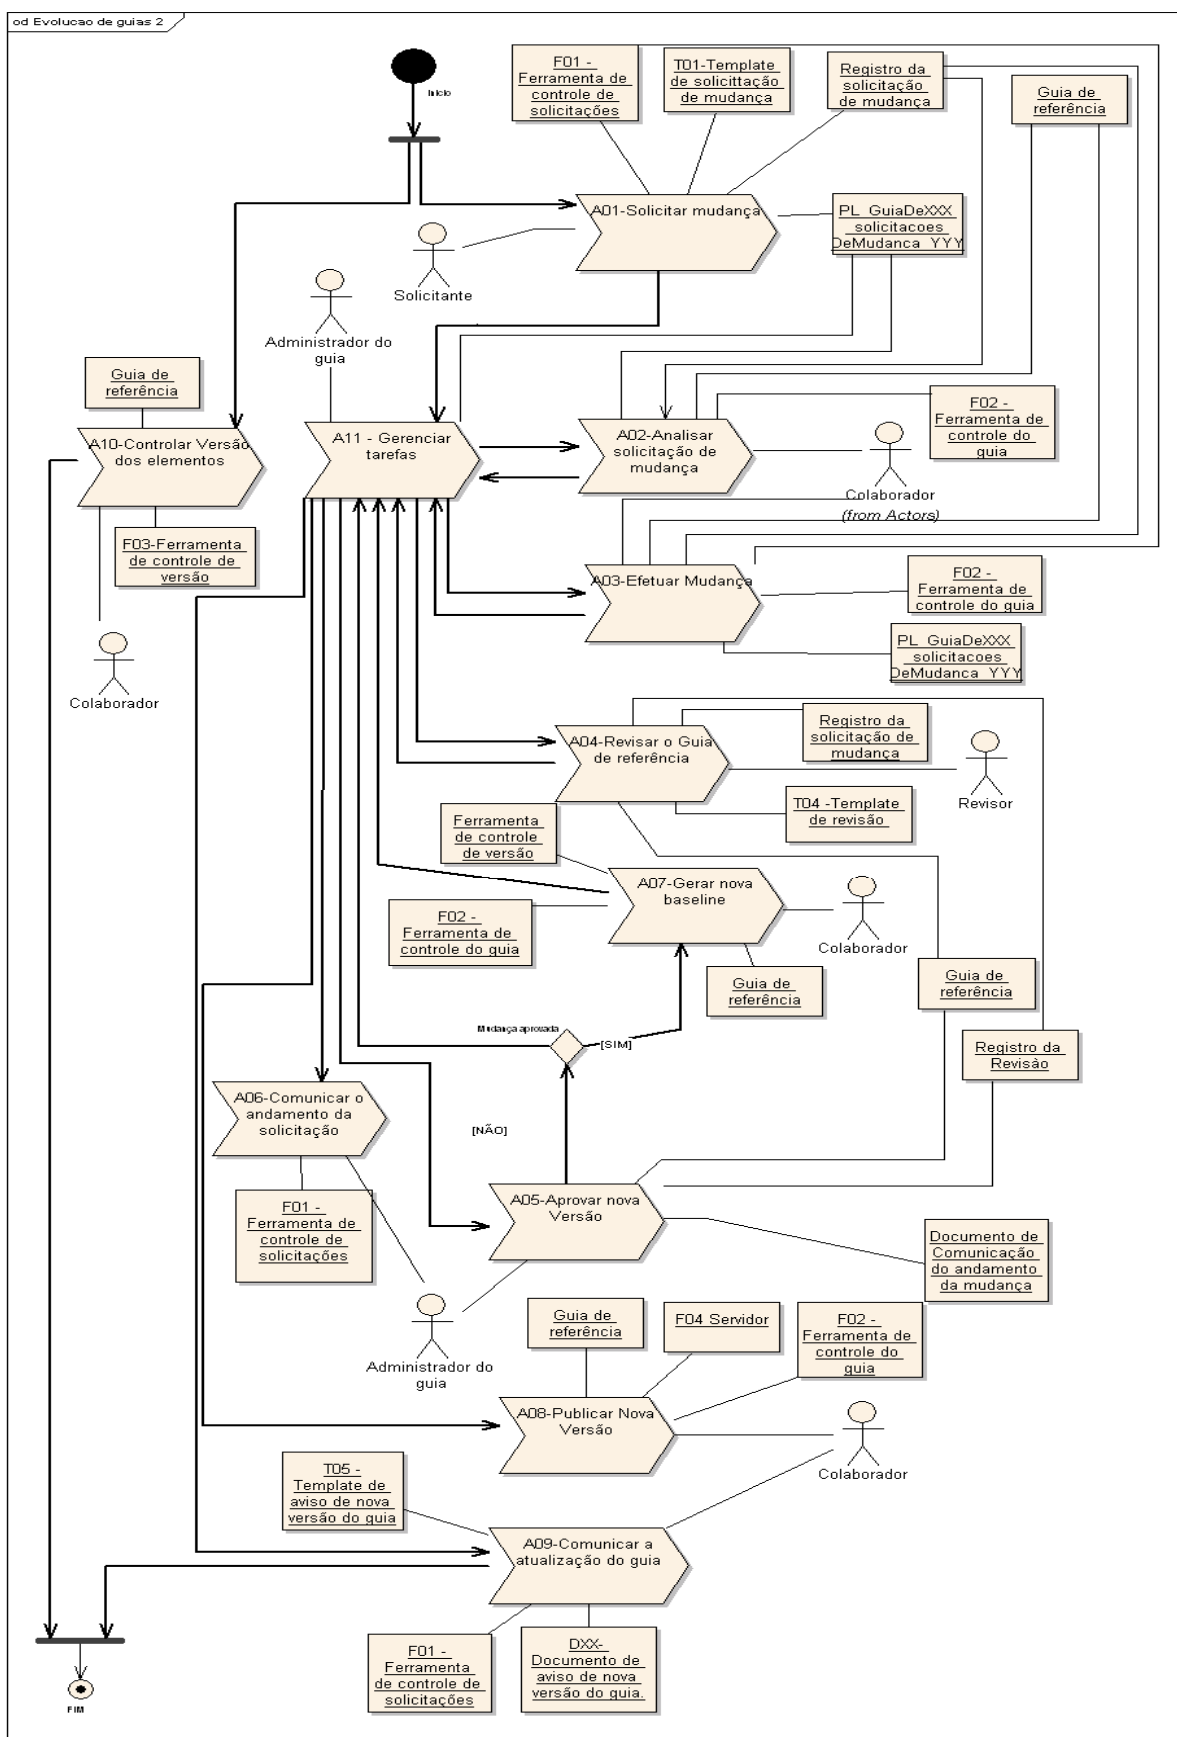 od Evolucao de guias 2
Início
F01 -
Ferramenta de
controle de
solicitações
T01-Template
de solicittação
de mudança
Registro da
solicitação
de mudança
Guia de
referência
A01-Solicitar mudança
PL_GuiaDeXXX_
solicitacoes
DeMudanca_YYY
Solicitante
Administrador do
guia
Guia de
referência
A10-Controlar Versão
dos elementos
A11 - Gerenciar
tarefas
A02-Analisar
solicitação de
mudança
F02 -
Ferramenta de
controle do
guia
Colaborador
(from Actors)
F03-Ferramenta
de controle de
versão
A03-Efetuar Mudança
F02 -
Ferramenta de
controle do guia
PL_GuiaDeXXX_
solicitacoes
DeMudanca_YYY
Colaborador
A04-Revisar o Guia
de referência
Registro da
solicitação de
mudança
Revisor
T04 -Template
de revisão
Ferramenta
de controle
de versão
A07-Gerar nova
baseline
F02 -
Ferramenta de
controle do guia
Colaborador
Guia de
referência
Guia de
referência
Mudança aprovada
[SIM]
Registro da
Revisão
A06-Comunicar o
andamento da
solicitação
[NÃO]
A05-Aprovar nova
Versão
F01 -
Ferramenta de
controle de
solicitações
Documento de
Comunicação
do andamento
da mudança
Administrador do
guia
Guia de
referência
F04 Servidor
F02 -
Ferramenta de
controle do
guia
A08-Publicar Nova
Versão
Colaborador
T05 -
Template de
aviso de nova
versão do guia
A09-Comunicar a
atualização do guia
F01 -
Ferramenta
de controle de
solicitações
DXX-
Documento de
aviso de nova
versão do guia.
FIM